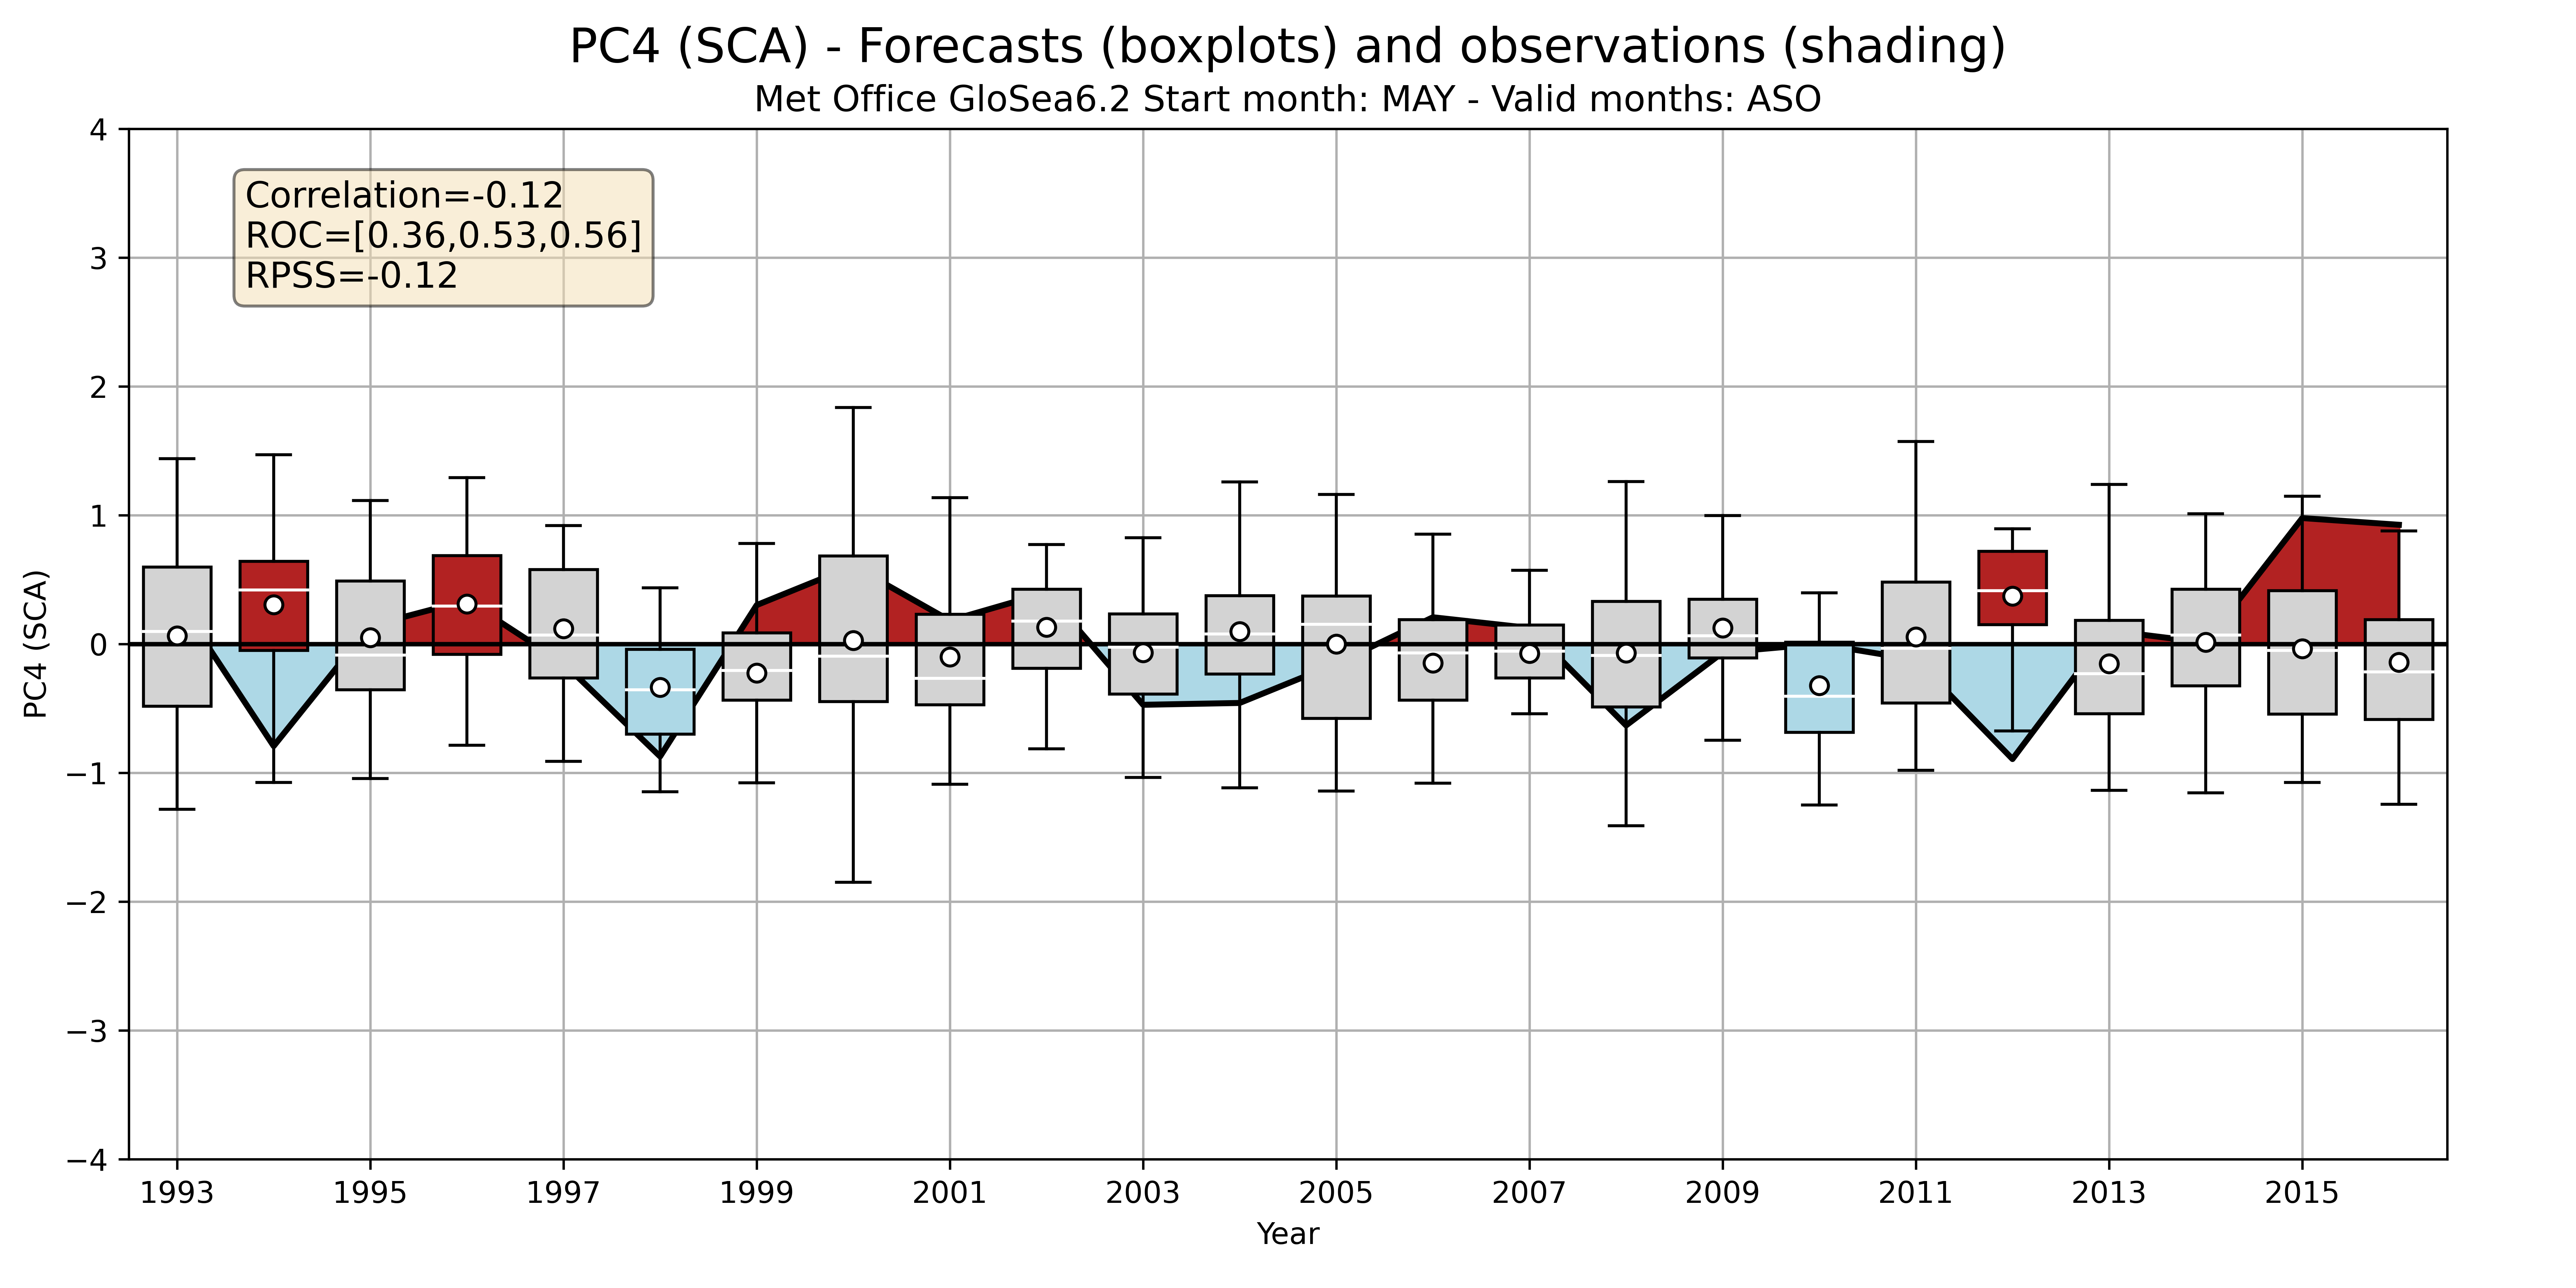 PC4 (SCA) - Forecasts (boxplots) and observations (shading)
Met Office GloSea6.2 Start month: MAY - Valid months: ASO
Correlation=-0.12
ROC=[0.36,0.53,0.56]
RPSS=-0.12
PC4 (SCA)
4
3
2
1
0
−1
−2
−3
−4
1993 1995 1997 1999 2001 2003 2005 2007 2009 2011 2013 2015
Year